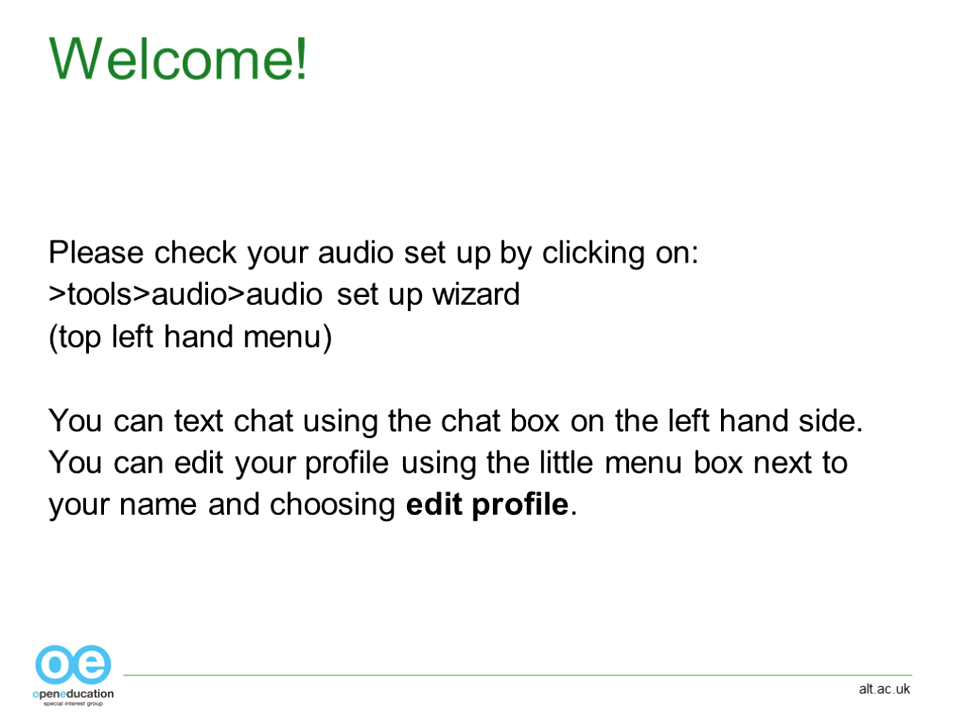 Welcome!
Please check your audio set up by clicking on:
>tools>audio>audio set up wizard
(top left hand menu)
You can text chat using the chat box on the left hand side.
You can edit your profile using the little menu box next to
your name and choosing edit profile.
oe
openeducation
special interest group
alt.ac.uk